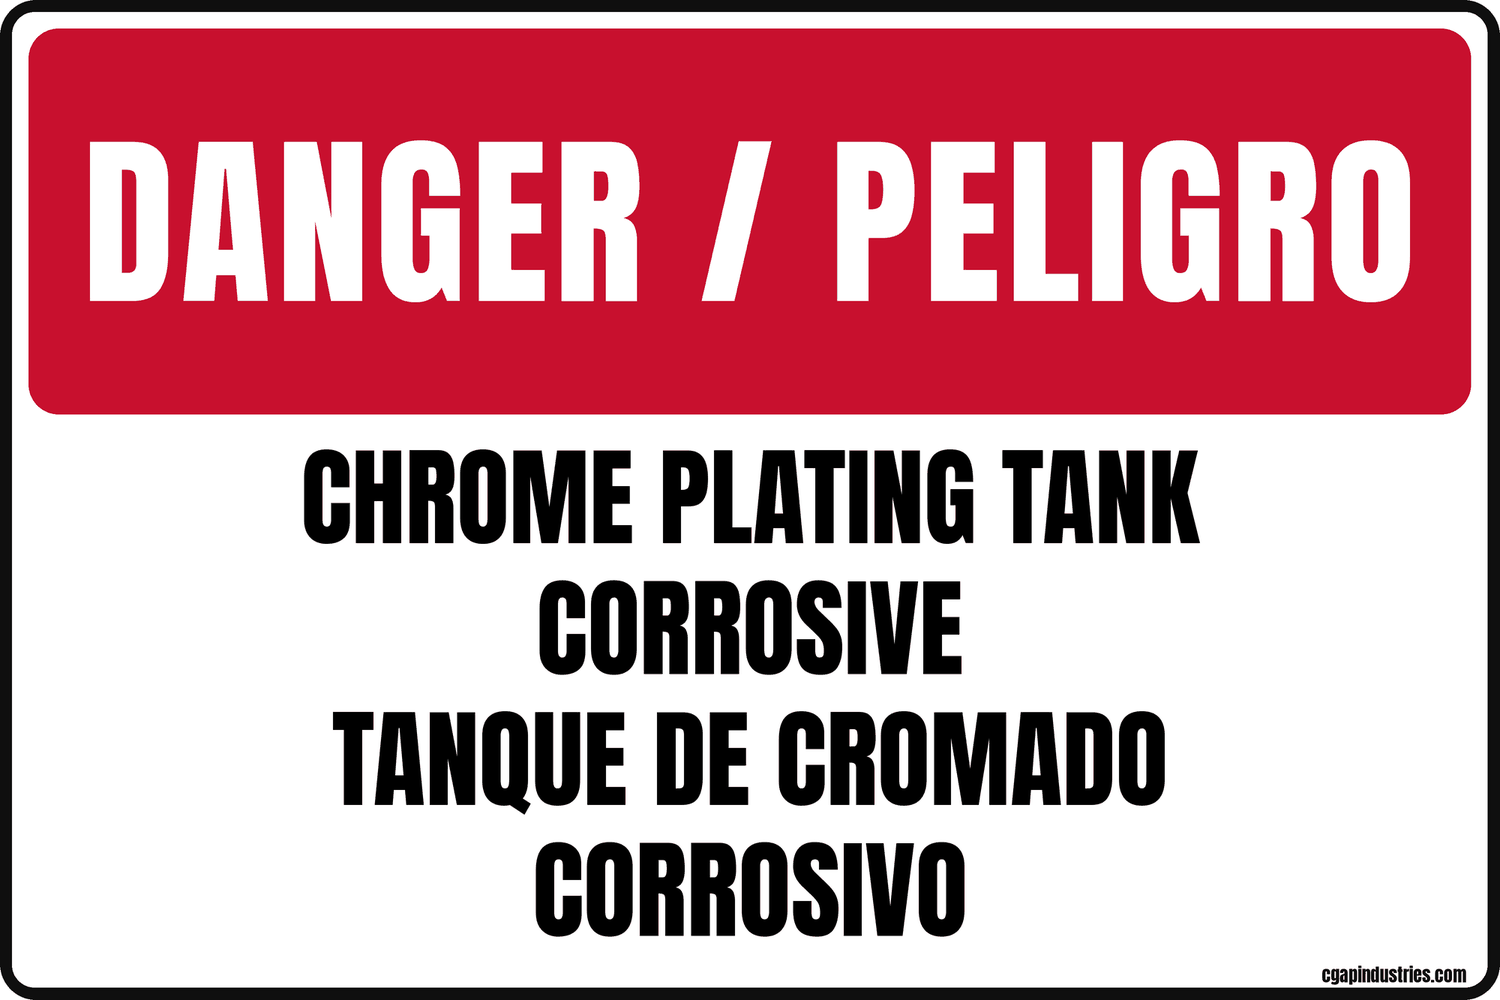 DANGER / PELIGRO
CHROME PLATING TANK
CORROSIVE
TANQUE DE CROMADO
CORROSIVO
cgapindustries.com